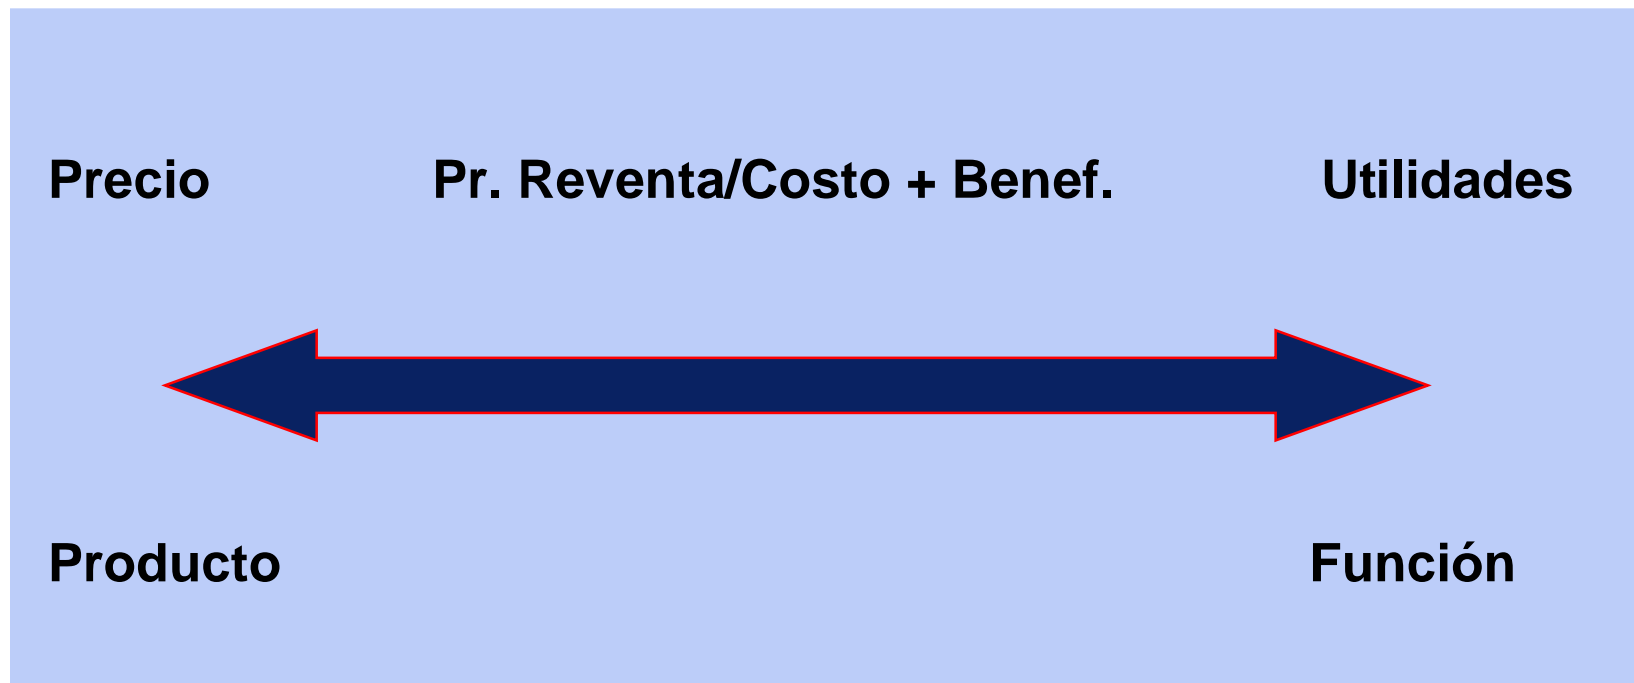 Precio Pr. Reventa/Costo + Benef. Utilidades
Producto Función